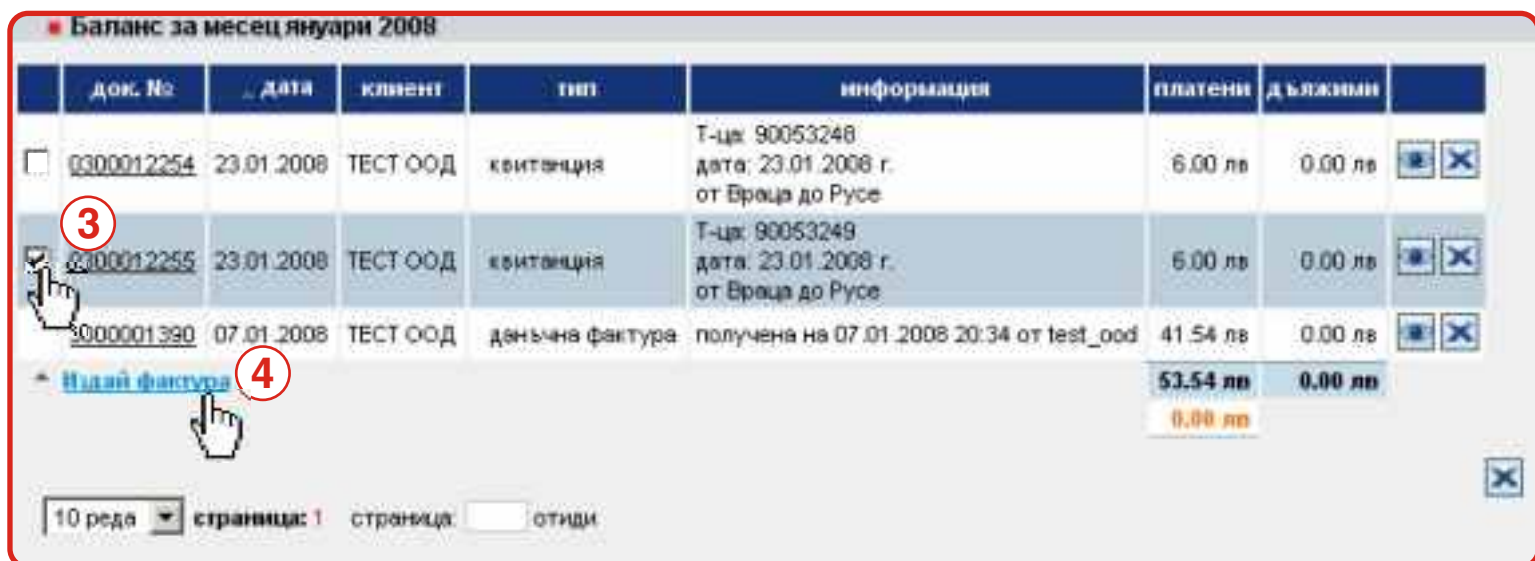 Баланс за месец януари 2008
док. № дата клиент тип информация платени дължими
Т-ца: 90053248
0300012254 23.01.2008 ТЕСТ ООД квитанция дата: 23.01.2008 г. 6.00 лв 0.00 лв
от Враца до Русе
3
Т-ца: 90053249
0300012255 23.01.2008 ТЕСТ ООД квитанция дата: 23.01.2008 г. 6.00 лв 0.00 лв
от Враца до Русе
3000001390 07.01.2008 ТЕСТ ООД данъчна фактура получена на 07.01.2008 20:34 от test_ood 41.54 лв 0.00 лв
Издай фактура 4 53.54 лв 0.00 лв
0.00 лв
10 реда страница: 1 страница: отиди